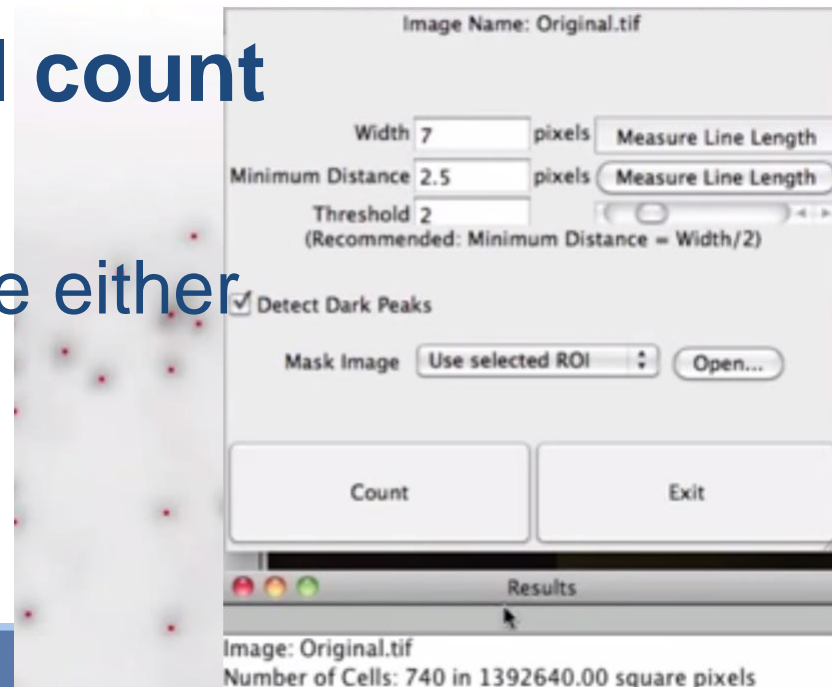 count
either
Image Name: Original.tif
Width 7 pixels Measure Line Length
Minimum Distance 2.5 pixels Measure Line Length
Threshold 2
(Recommended: Minimum Distance = Width/2)
Detect Dark Peaks
Mask Image Use selected ROI Open...
Count Exit
Results
Image: Original.tif
Number of Cells: 740 in 1392640.00 square pixels